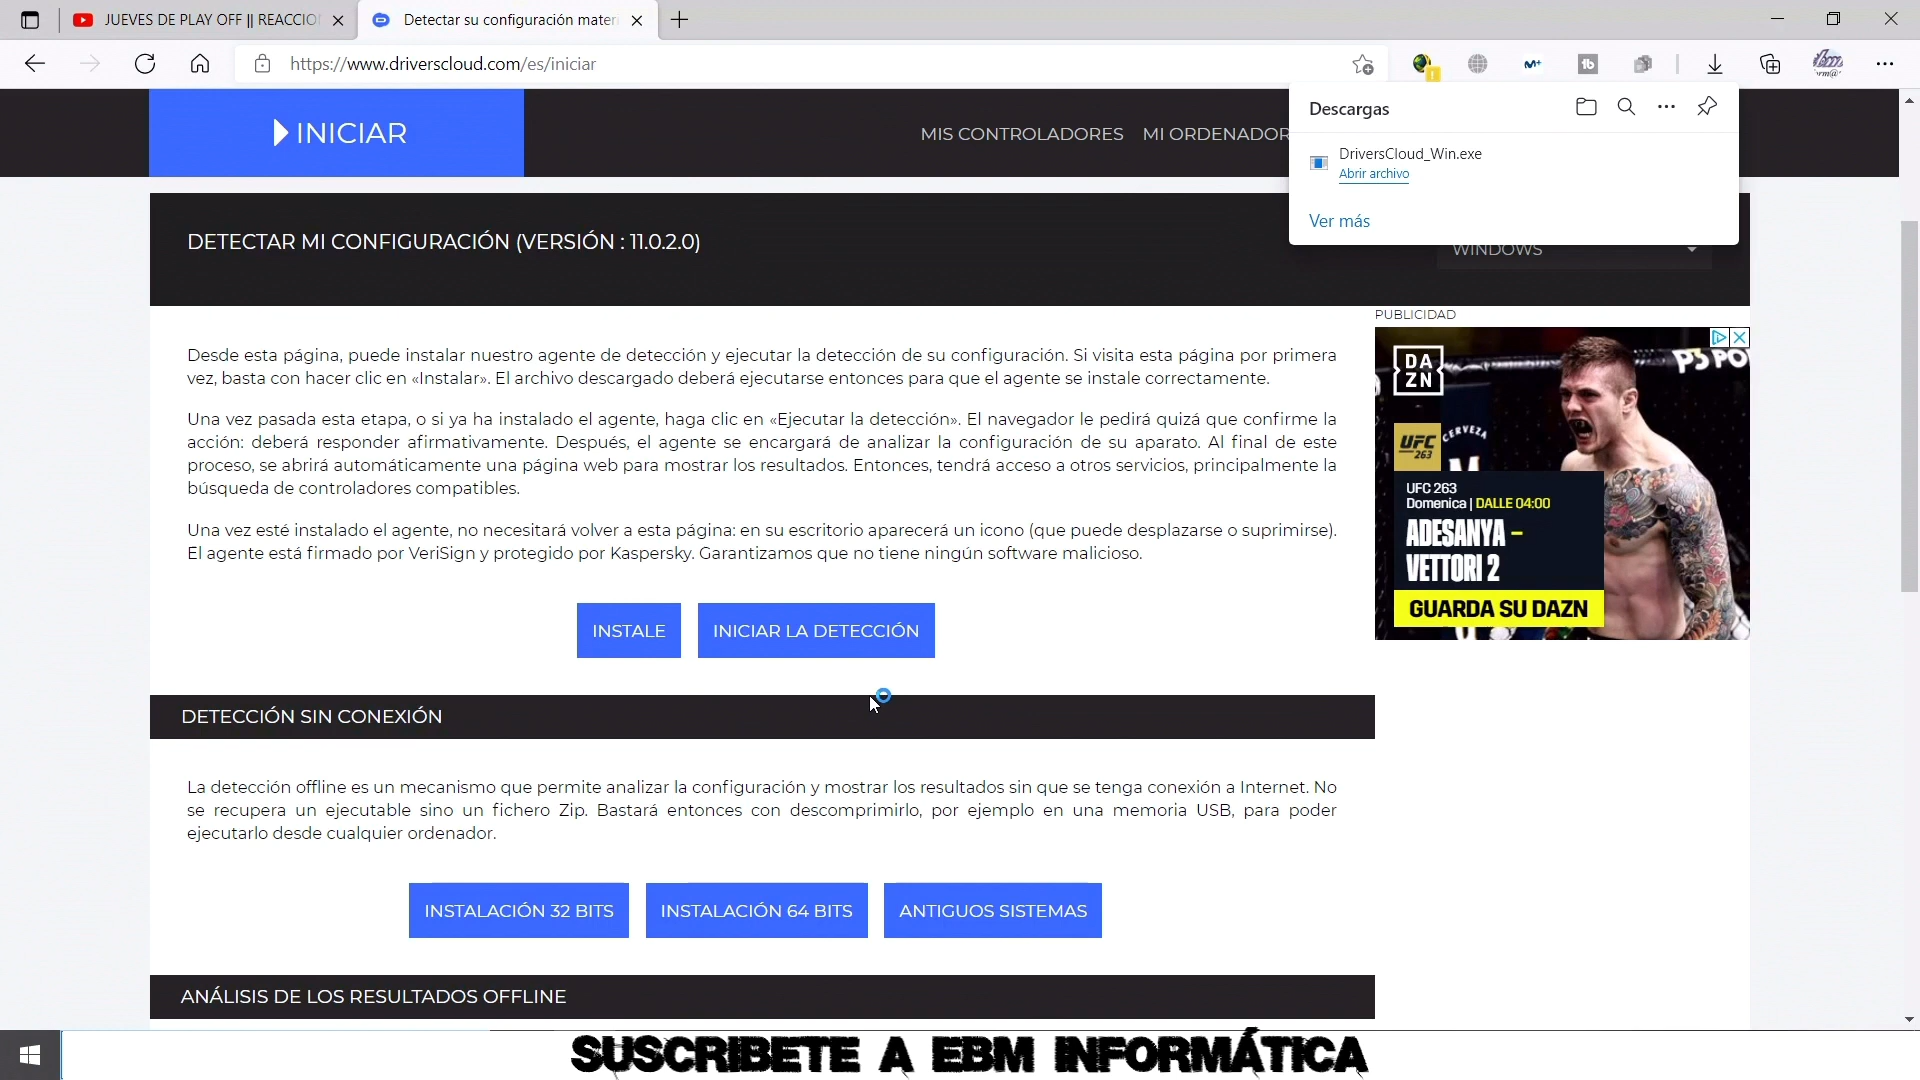 JUEVES DE PLAY OFF || REACCIO
Detectar su configuración mater
https://www.driverscloud.com/es/iniciar
INICIAR
MIS CONTROLADORES
MI ORDENADOR
Descargas
DriversCloud_Win.exe
Abrir archivo
Ver más
DETECTAR MI CONFIGURACIÓN (VERSIÓN : 11.0.2.0)
WINDOWS
PUBLICIDAD
Desde esta página, puede instalar nuestro agente de detección y ejecutar la detección de su configuración. Si visita esta página por primera
vez, basta con hacer clic en «Instalar». El archivo descargado deberá ejecutarse entonces para que el agente se instale correctamente.
Una vez pasada esta etapa, o si ya ha instalado el agente, haga clic en «Ejecutar la detección». El navegador le pedirá quizá que confirme la
acción: deberá responder afirmativamente. Después, el agente se encargará de analizar la configuración de su aparato. Al final de este
proceso, se abrirá automáticamente una página web para mostrar los resultados. Entonces, tendrá acceso a otros servicios, principalmente la
búsqueda de controladores compatibles.
Una vez esté instalado el agente, no necesitará volver a esta página: en su escritorio aparecerá un icono (que puede desplazarse o suprimirse).
El agente está firmado por VeriSign y protegido por Kaspersky. Garantizamos que no tiene ningún software malicioso.
INSTALE
INICIAR LA DETECCIÓN
DA
ZN
CERVEZA
UFC
263
UFC 263
Domenica | DALLE 04:00
ADESANYA –
VETTORI 2
GUARDA SU DAZN
DETECCIÓN SIN CONEXIÓN
La detección offline es un mecanismo que permite analizar la configuración y mostrar los resultados sin que se tenga conexión a Internet. No
se recupera un ejecutable sino un fichero Zip. Bastará entonces con descomprimirlo, por ejemplo en una memoria USB, para poder
ejecutarlo desde cualquier ordenador.
INSTALACIÓN 32 BITS
INSTALACIÓN 64 BITS
ANTIGUOS SISTEMAS
ANÁLISIS DE LOS RESULTADOS OFFLINE
SUSCRIBETE A EBM INFORMÁTICA